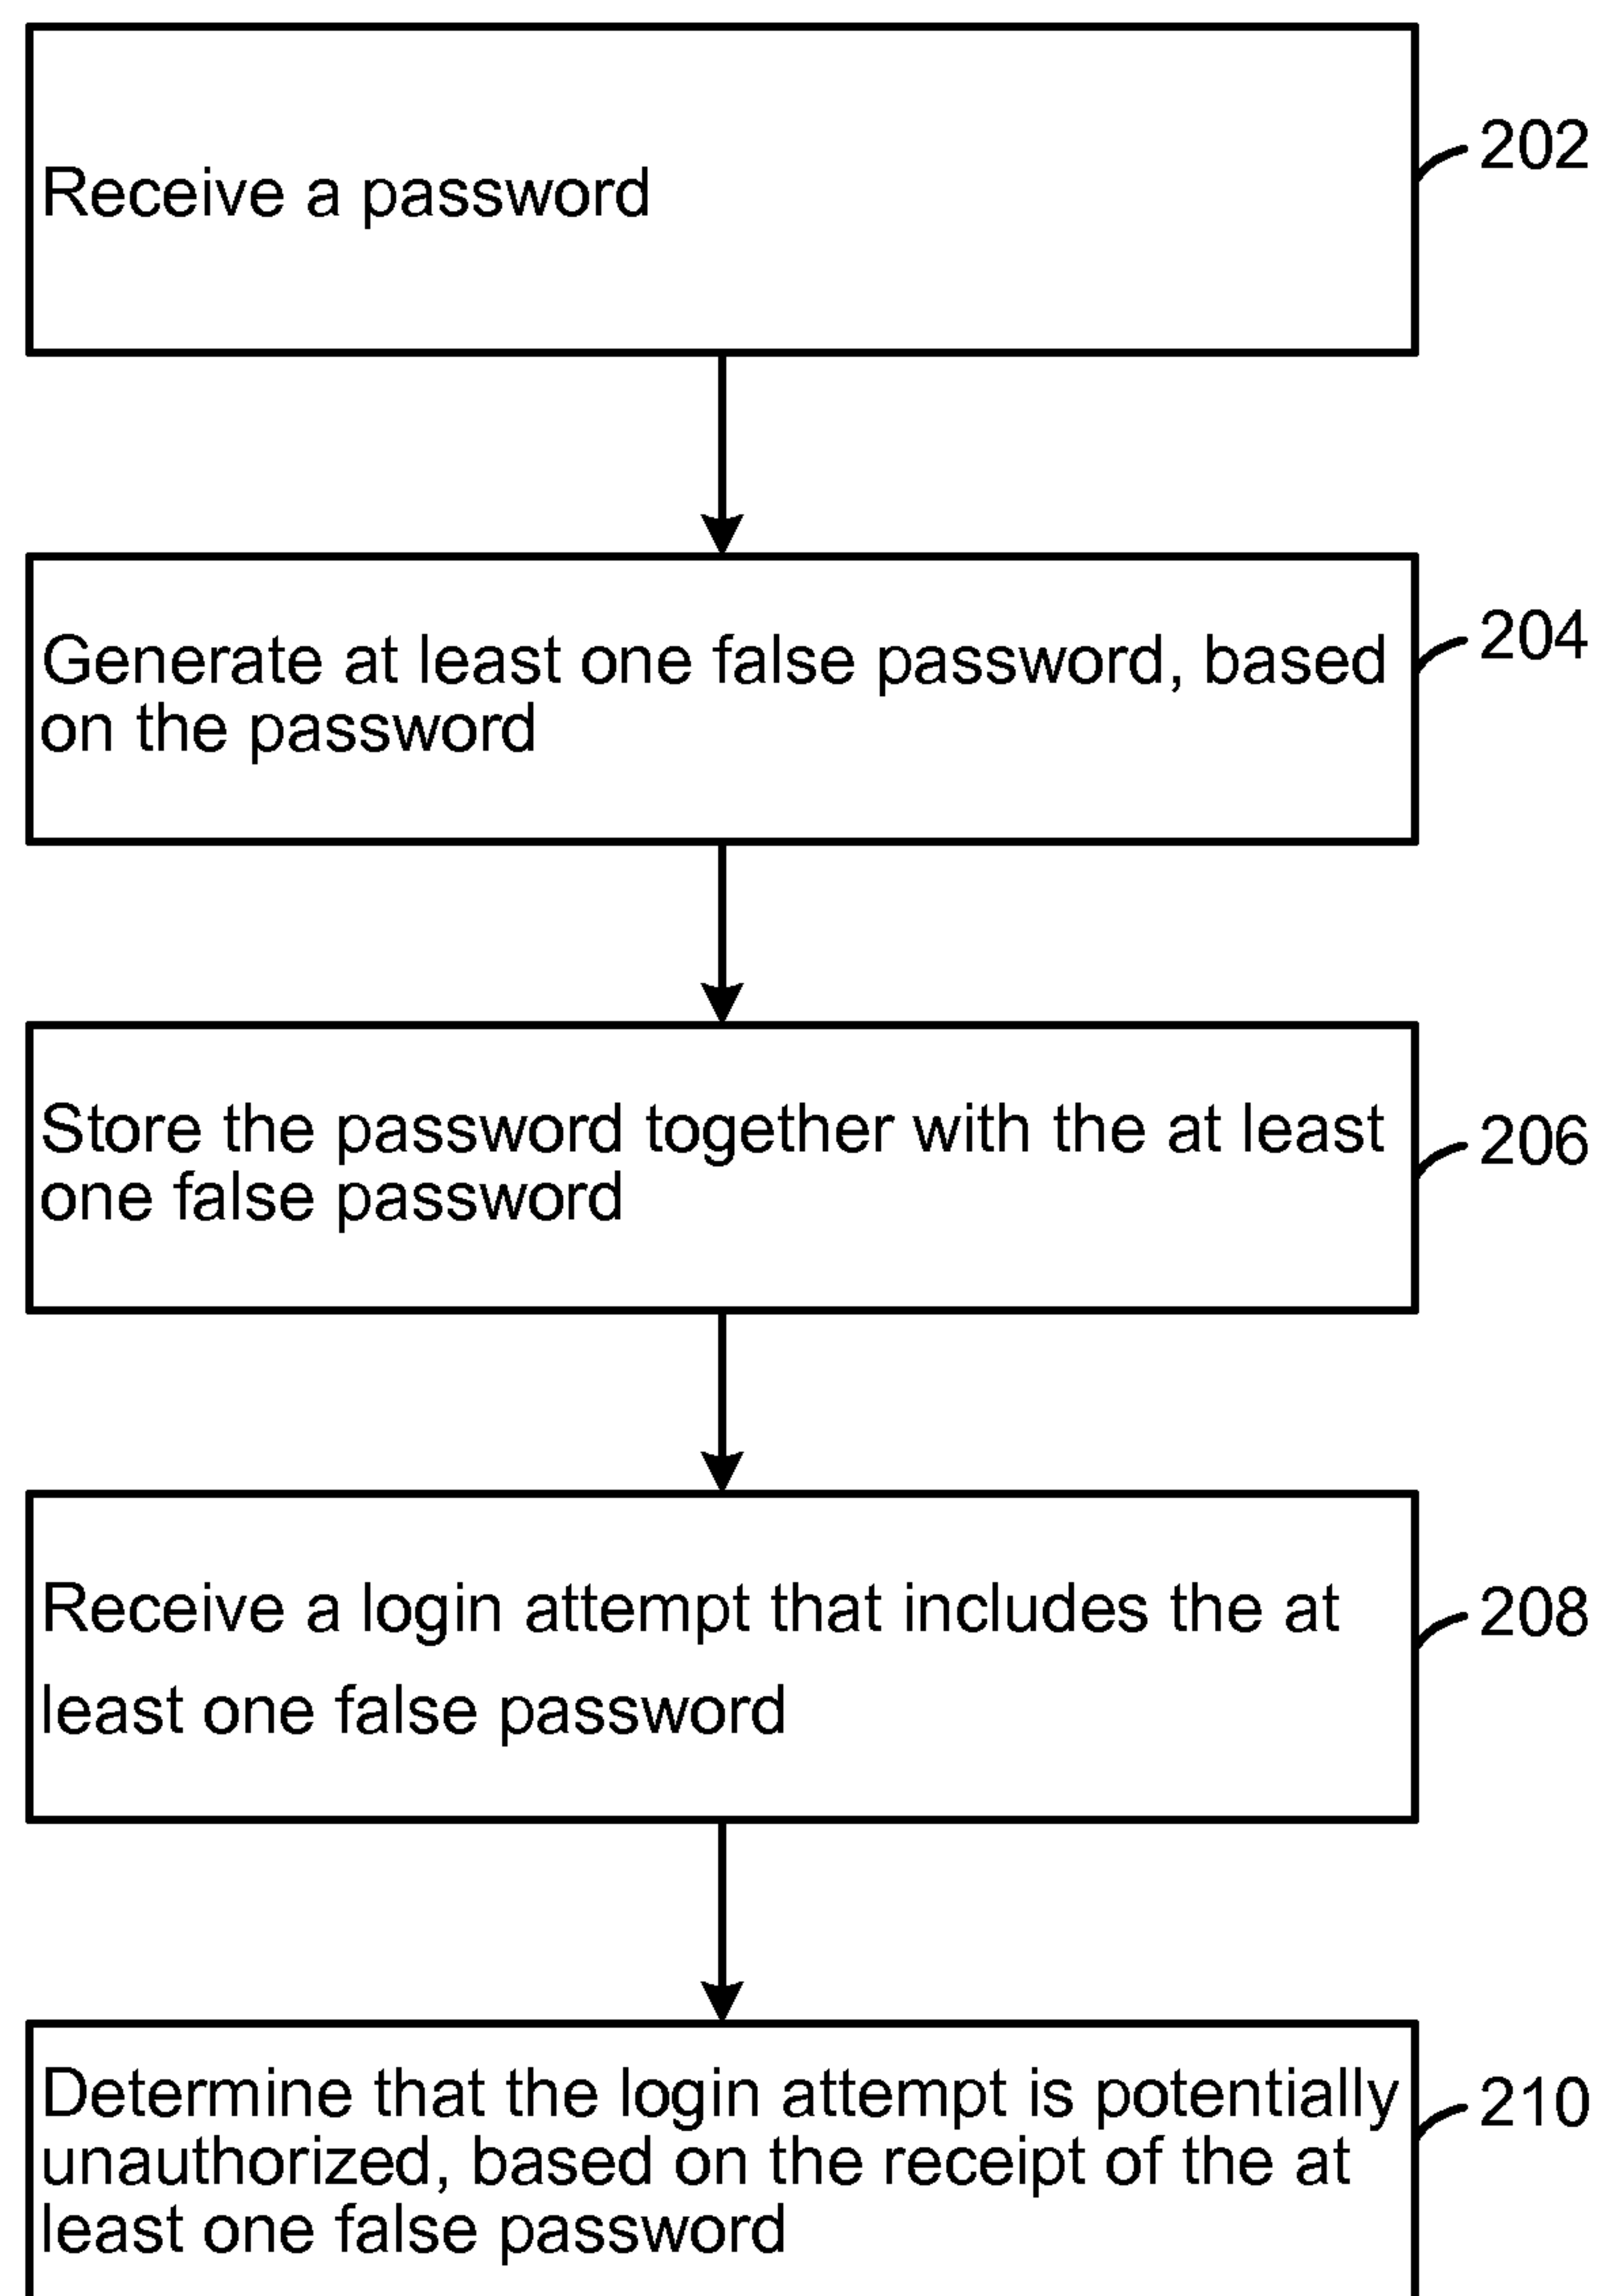 Receive a password
202
Generate at least one false password, based
on the password
204
Store the password together with the at least
one false password
206
Receive a login attempt that includes the at
least one false password
208
Determine that the login attempt is potentially
unauthorized, based on the receipt of the at
least one false password
210